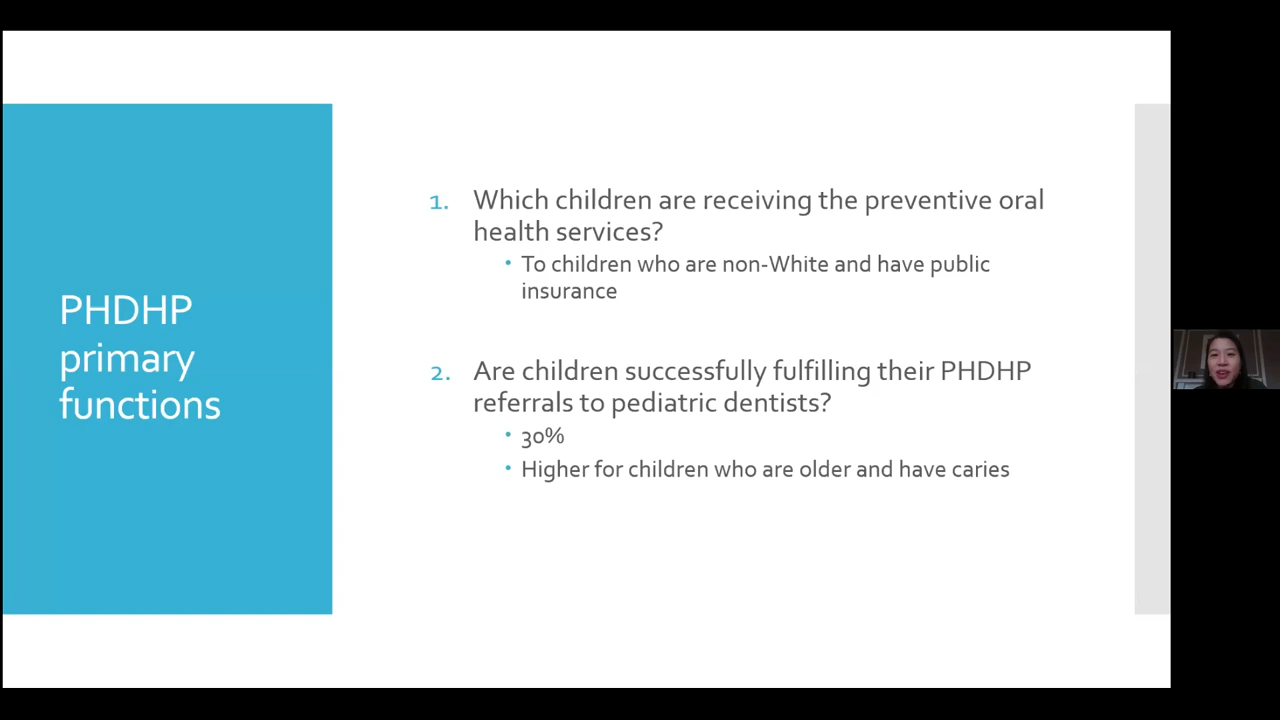 PHDHP
primary
functions
1. Which children are receiving the preventive oral
health services?
• To children who are non-White and have public
insurance
2. Are children successfully fulfilling their PHDHP
referrals to pediatric dentists?
• 30%
• Higher for children who are older and have caries